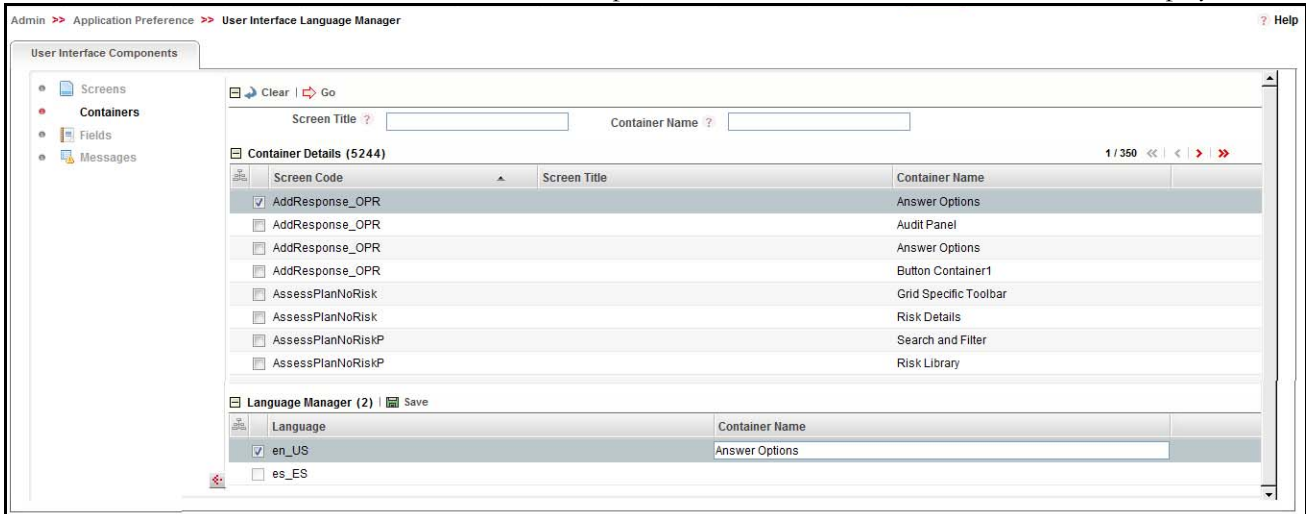 Admin >> Application Preference >> User Interface Language Manager ? Help
User Interface Components
Screens
Containers
Fields
Messages
Clear | Go
Screen Title ? Container Name ?
Container Details (5244) 1 / 350
Screen Code Screen Title Container Name
AddResponse_OPR Answer Options
AddResponse_OPR Audit Panel
AddResponse_OPR Answer Options
AddResponse_OPR Button Container1
AssessPlanNoRisk Grid Specific Toolbar
AssessPlanNoRisk Risk Details
AssessPlanNoRiskP Search and Filter
AssessPlanNoRiskP Risk Library
Language Manager (2) | Save
Language Container Name
en_US Answer Options
es_ES